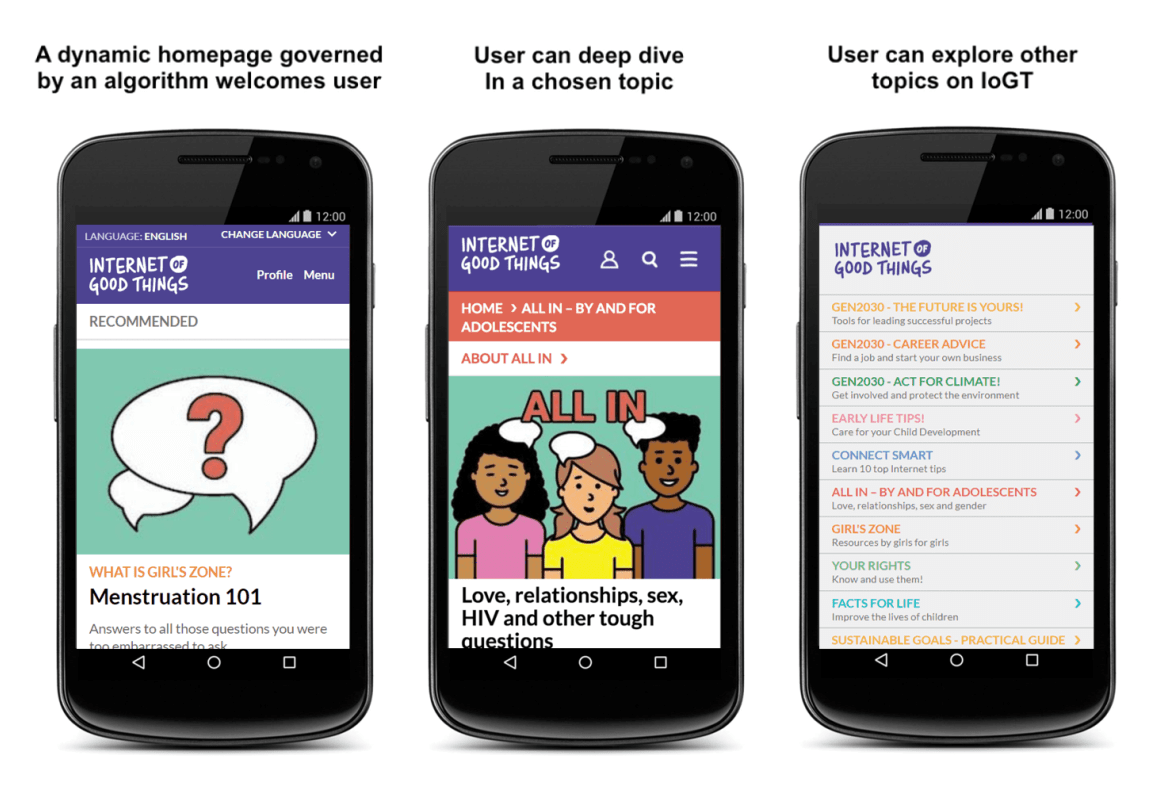 A dynamic homepage governed
by an algorithm welcomes user
12:00
LANGUAGE: ENGLISH
CHANGE LANGUAGE
INTERNET OF
GOOD THINGS
Profile Menu
RECOMMENDED
?
WHAT IS GIRL'S ZONE?
Menstruation 101
Answers to all those questions you were
too embarrassed to ask
User can deep dive
In a chosen topic
12:00
INTERNET OF
GOOD THINGS
HOME > ALL IN – BY AND FOR
ADOLESCENTS
ABOUT ALL IN >
ALL IN
Love, relationships, sex,
HIV and other tough
questions
User can explore other
topics on IoGT
12:00
INTERNET OF
GOOD THINGS
GEN2030 - THE FUTURE IS YOURS! >
Tools for leading successful projects
GEN2030 - CAREER ADVICE >
Find a job and start your own business
GEN2030 - ACT FOR CLIMATE! >
Get involved and protect the environment
EARLY LIFE TIPS! >
Care for your Child Development
CONNECT SMART >
Learn 10 top Internet tips
ALL IN – BY AND FOR ADOLESCENTS >
Love, relationships, sex and gender
GIRL'S ZONE >
Resources by girls for girls
YOUR RIGHTS >
Know and use them!
FACTS FOR LIFE >
Improve the lives of children
SUSTAINABLE GOALS - PRACTICAL GUIDE >